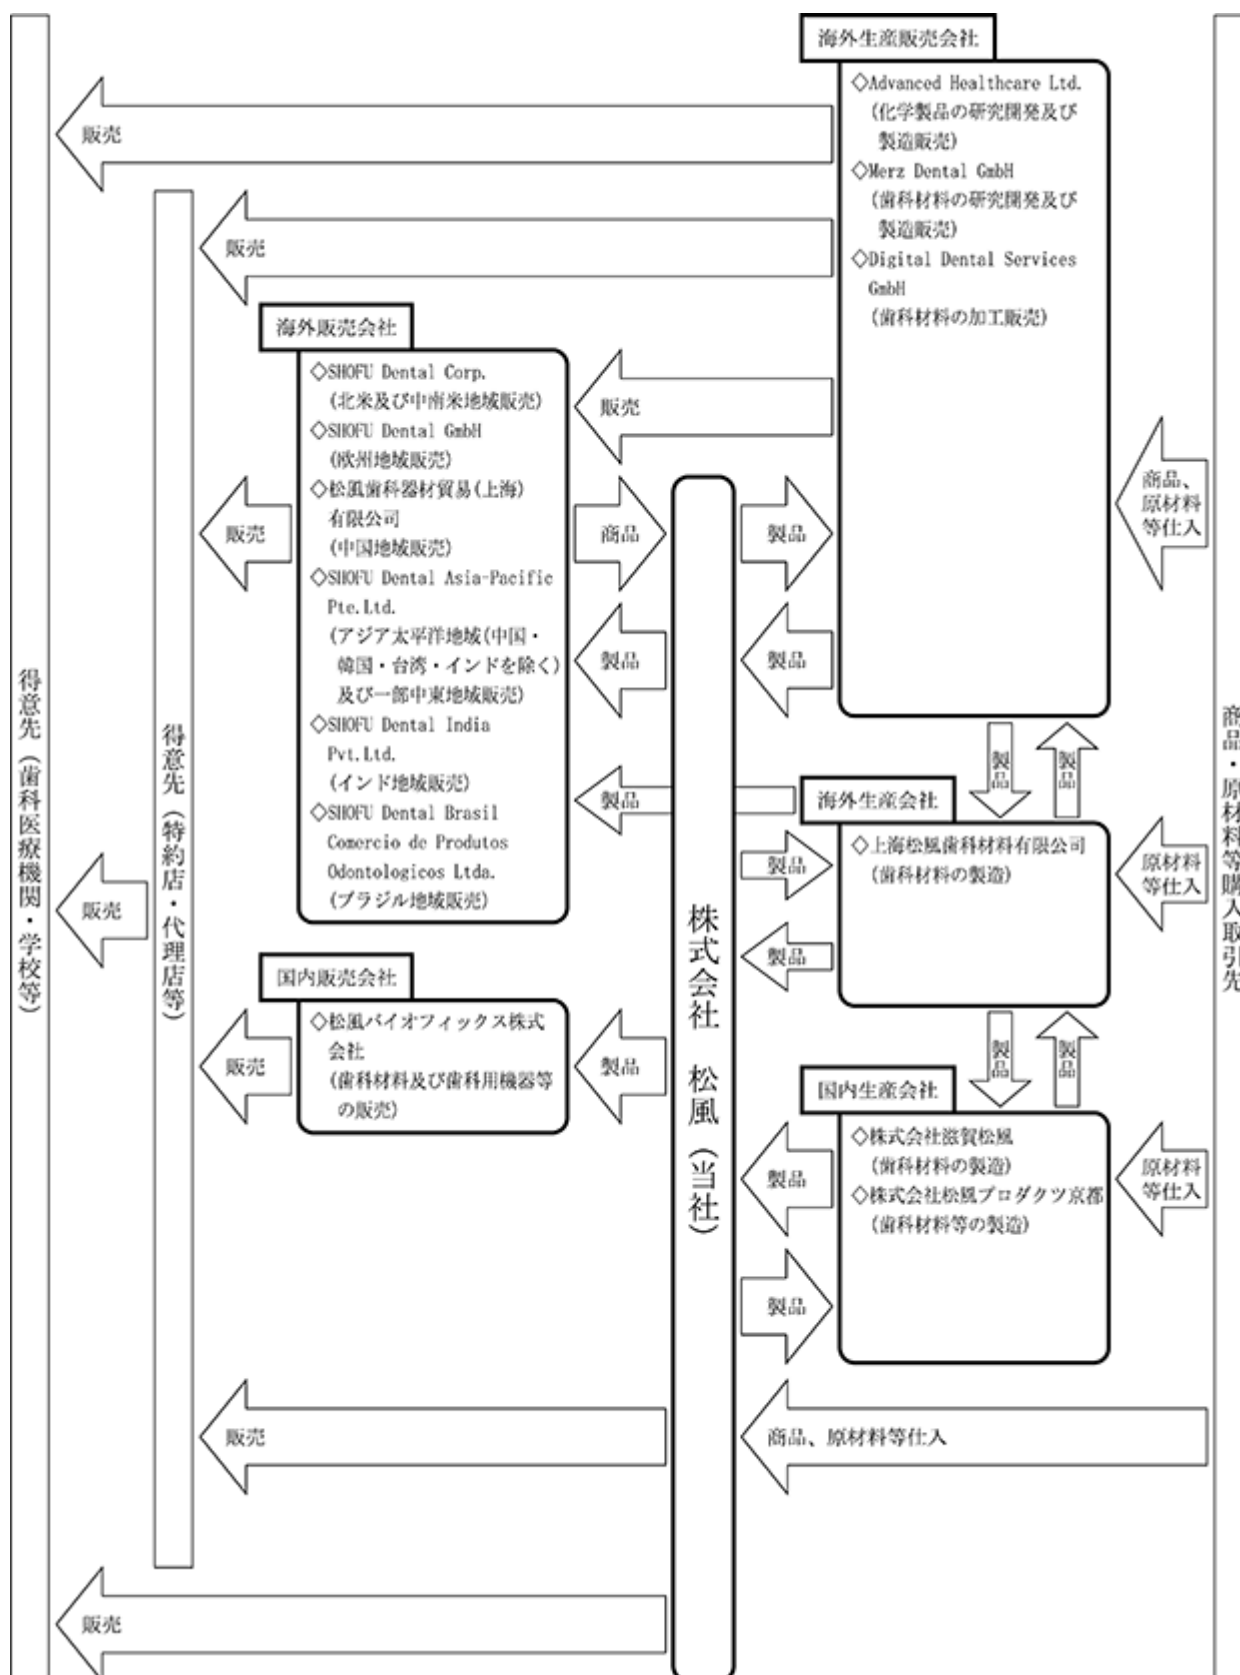 海外生産販売会社
◇Advanced Healthcare Ltd.
(化学製品の研究開発及び
製造販売)
◇Merz Dental GmbH
(歯科材料の研究開発及び
製造販売)
◇Digital Dental Services
GmbH
(歯科材料の加工販売)
販売
販売
海外販売会社
◇SHOFU Dental Corp.
(北米及び中南米地域販売)
◇SHOFU Dental GmbH
(欧州地域販売)
◇松風歯科器材貿易(上海)
有限公司
(中国地域販売)
◇SHOFU Dental Asia-Pacific
Pte.Ltd.
(アジア太平洋地域(中国・
韓国・台湾・インドを除く)
及び一部中東地域販売)
◇SHOFU Dental India
Pvt.Ltd.
(インド地域販売)
◇SHOFU Dental Brasil
Comercio de Produtos
Odontologicos Ltda.
(ブラジル地域販売)
販売
販売
商品
製品
商品、
原材料
等仕入
製品
製品
製品
製品
製品
海外生産会社
◇上海松風歯科材料有限公司
(歯科材料の製造)
製品
製品
原材料
等仕入
得意先(歯科医療機関・学校等)
販売
得意先(特約店・代理店等)
株式会社 松風(当社)
商品・原材料等購入取引先
国内販売会社
◇松風バイオフィックス株式
会社
(歯科材料及び歯科用機器等
の販売)
販売
製品
製品
製品
国内生産会社
◇株式会社滋賀松風
(歯科材料の製造)
◇株式会社松風プロダクツ京都
(歯科材料等の製造)
製品
製品
原材料
等仕入
販売
商品、原材料等仕入
販売